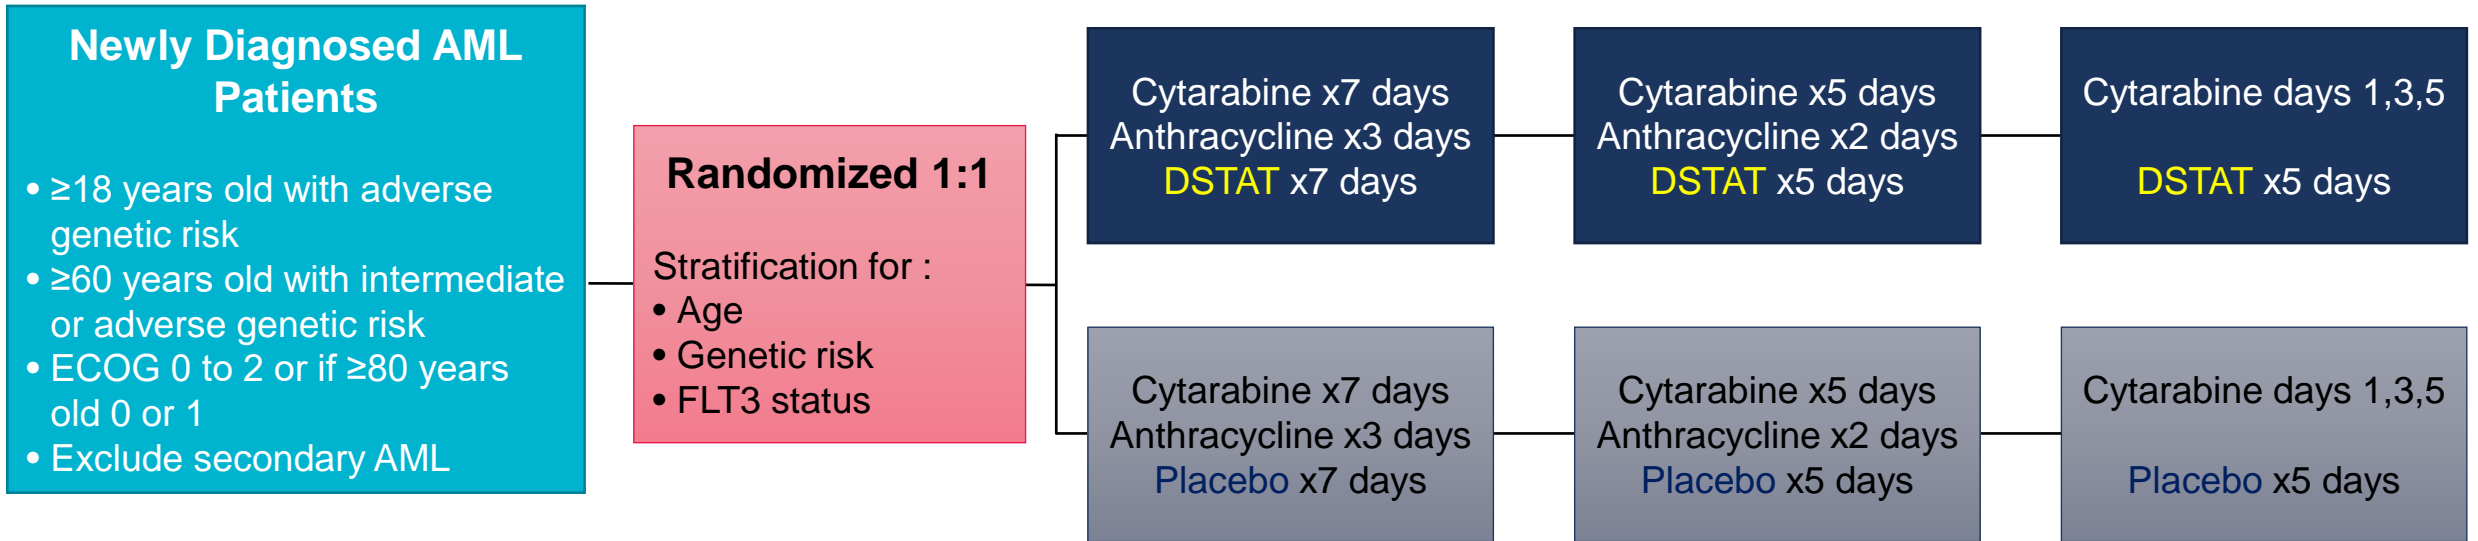 Newly Diagnosed AML
Patients
• ≥18 years old with adverse
genetic risk
• ≥60 years old with intermediate
or adverse genetic risk
• ECOG 0 to 2 or if ≥80 years
old 0 or 1
• Exclude secondary AML
Randomized 1:1
Stratification for :
• Age
• Genetic risk
• FLT3 status
Cytarabine x7 days
Anthracycline x3 days
DSTAT x7 days
Cytarabine x5 days
Anthracycline x2 days
DSTAT x5 days
Cytarabine days 1,3,5
DSTAT x5 days
Cytarabine x7 days
Anthracycline x3 days
Placebo x7 days
Cytarabine x5 days
Anthracycline x2 days
Placebo x5 days
Cytarabine days 1,3,5
Placebo x5 days